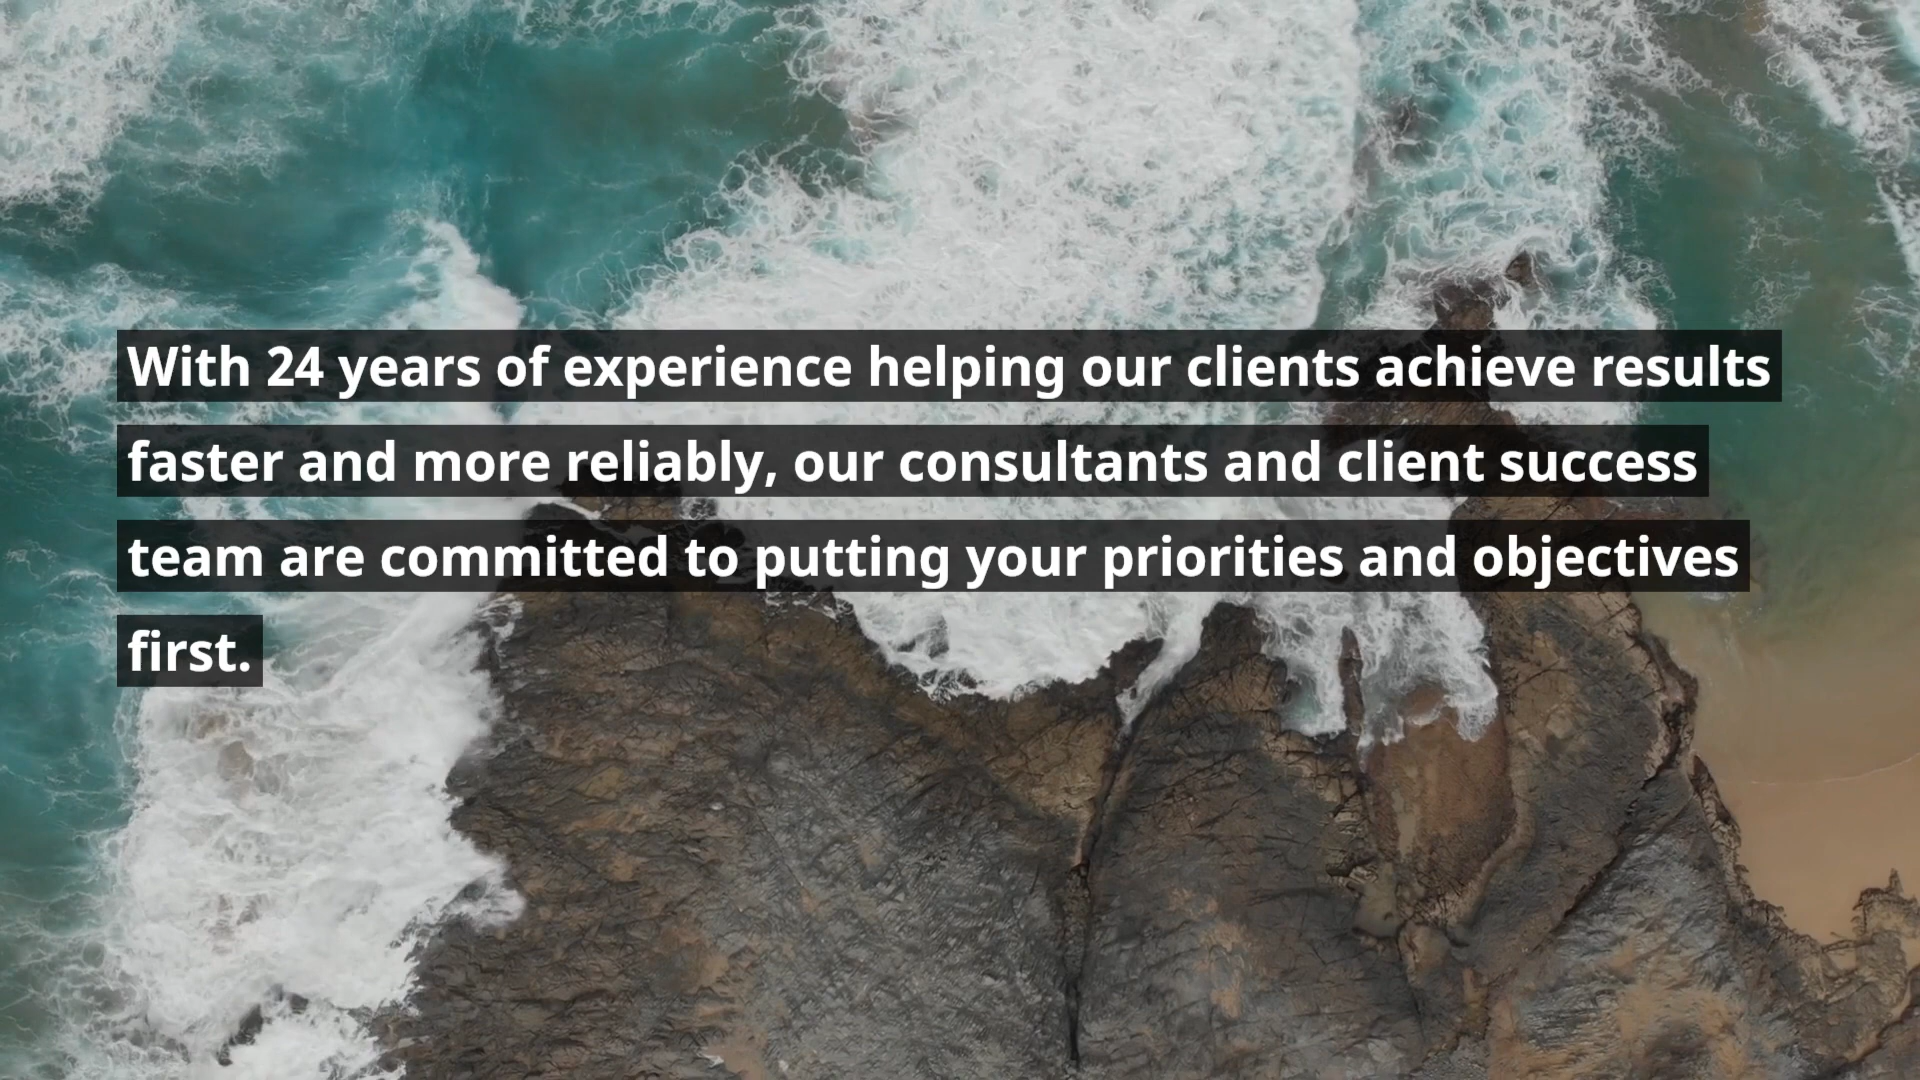 With 24 years of experience helping our clients achieve results
faster and more reliably, our consultants and client success
team are committed to putting your priorities and objectives
first.